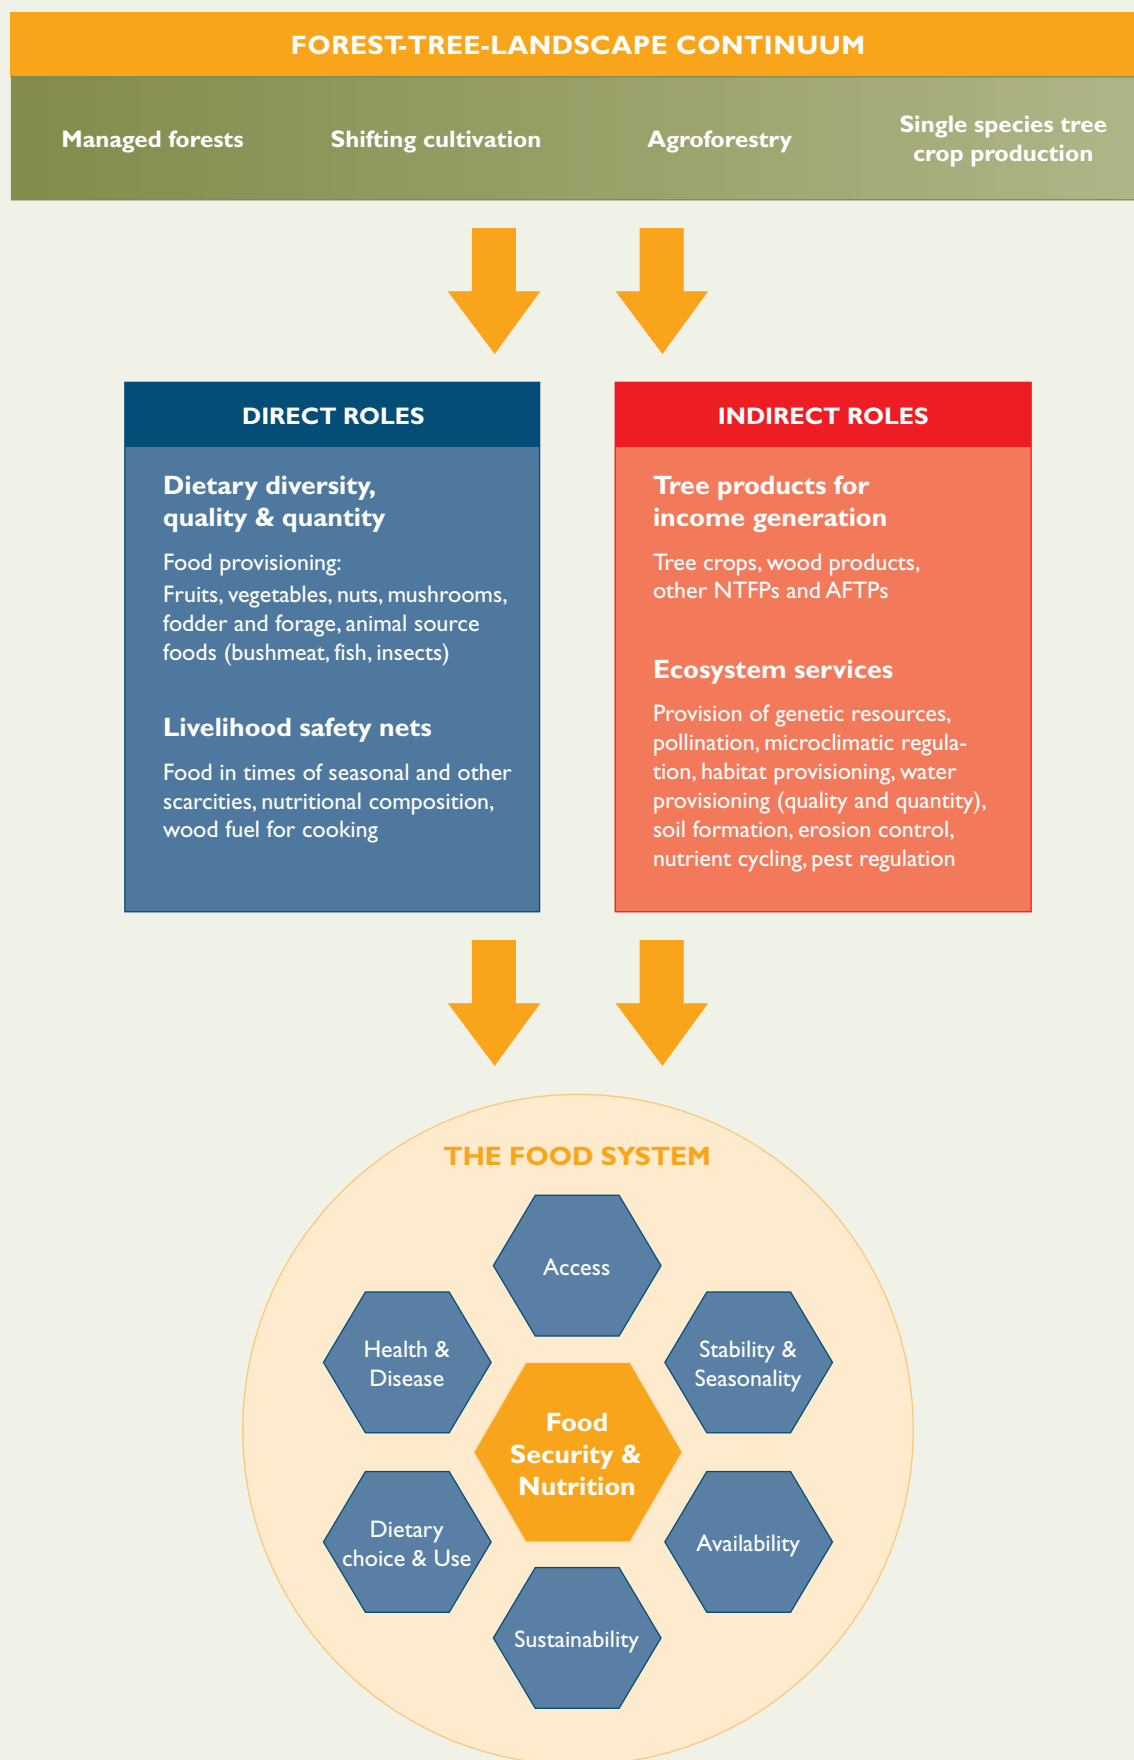 FOREST-TREE-LANDSCAPE CONTINUUM
Managed forests
Shifting cultivation
Agroforestry
Single species tree
crop production
DIRECT ROLES
Dietary diversity,
quality & quantity
Food provisioning:
Fruits, vegetables, nuts, mushrooms,
fodder and forage, animal source
foods (bushmeat, fish, insects)
Livelihood safety nets
Food in times of seasonal and other
scarcities, nutritional composition,
wood fuel for cooking
INDIRECT ROLES
Tree products for
income generation
Tree crops, wood products,
other NTFPs and AFTPs
Ecosystem services
Provision of genetic resources,
pollination, microclimatic regula-
tion, habitat provisioning, water
provisioning (quality and quantity),
soil formation, erosion control,
nutrient cycling, pest regulation
THE FOOD SYSTEM
Access
Health &
Disease
Stability &
Seasonality
Food
Security &
Nutrition
Dietary
choice & Use
Availability
Sustainability